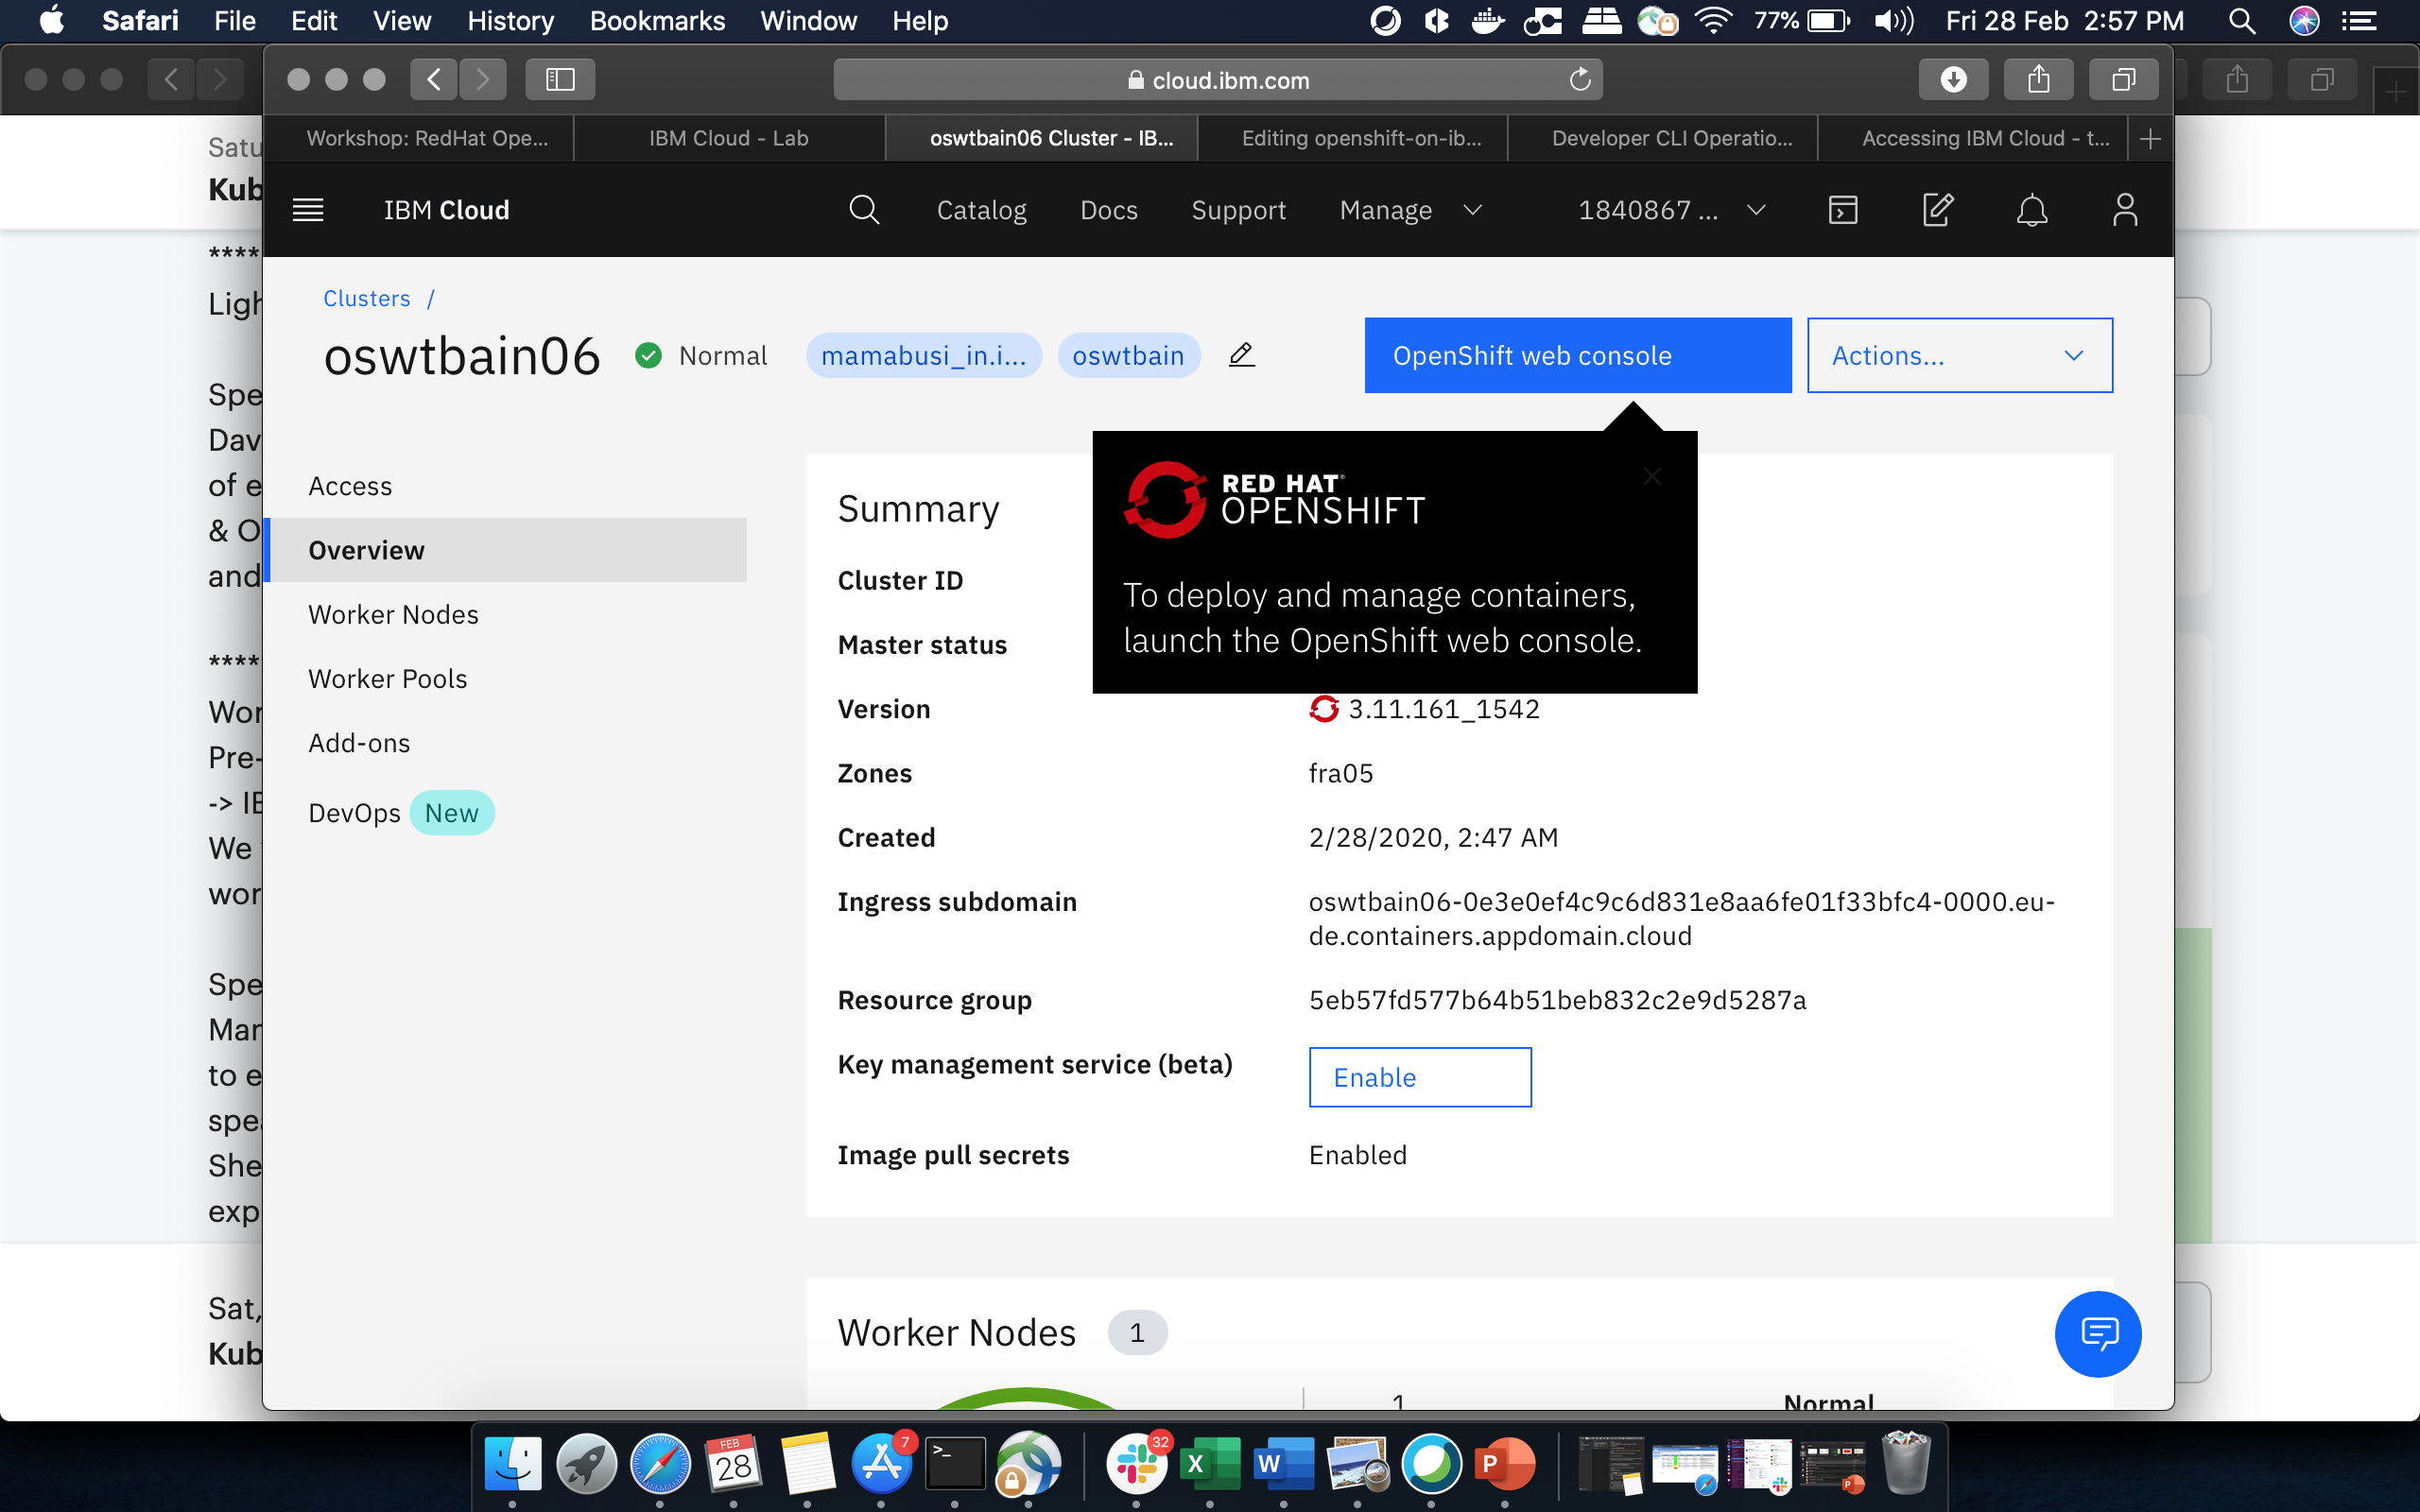 Safari File Edit View History Bookmarks Window Help 77% Fri 28 Feb 2:57 PM
cloud.ibm.com
Workshop: RedHat Ope... IBM Cloud - Lab oswtbain06 Cluster - IB... Editing openshift-on-ib... Developer CLI Operatio... Accessing IBM Cloud - t...
IBM Cloud Catalog Docs Support Manage 1840867 ...
Clusters /
oswtbain06 Normal mamabusi_in.i... oswtbain OpenShift web console Actions...
RED HAT
OPENSHIFT
To deploy and manage containers,
launch the OpenShift web console.
Access
Overview
Worker Nodes
Worker Pools
Add-ons
DevOps New
Summary
Cluster ID
Master status
Version 3.11.161_1542
Zones fra05
Created 2/28/2020, 2:47 AM
Ingress subdomain oswtbain06-0e3e0ef4c9c6d831e8aa6fe01f33bfc4-0000.eu-
de.containers.appdomain.cloud
Resource group 5eb57fd577b64b51beb832c2e9d5287a
Key management service (beta) Enable
Image pull secrets Enabled
Worker Nodes 1
1 Normal
Satu
Kub
****
Ligh
Spe
Dav
of e
& O
and
****
Wor
Pre-
-> IB
We
wor
Spe
Mar
to e
spea
She
exp
Sat,
Kub
FEB
28
7
32
X
W
P